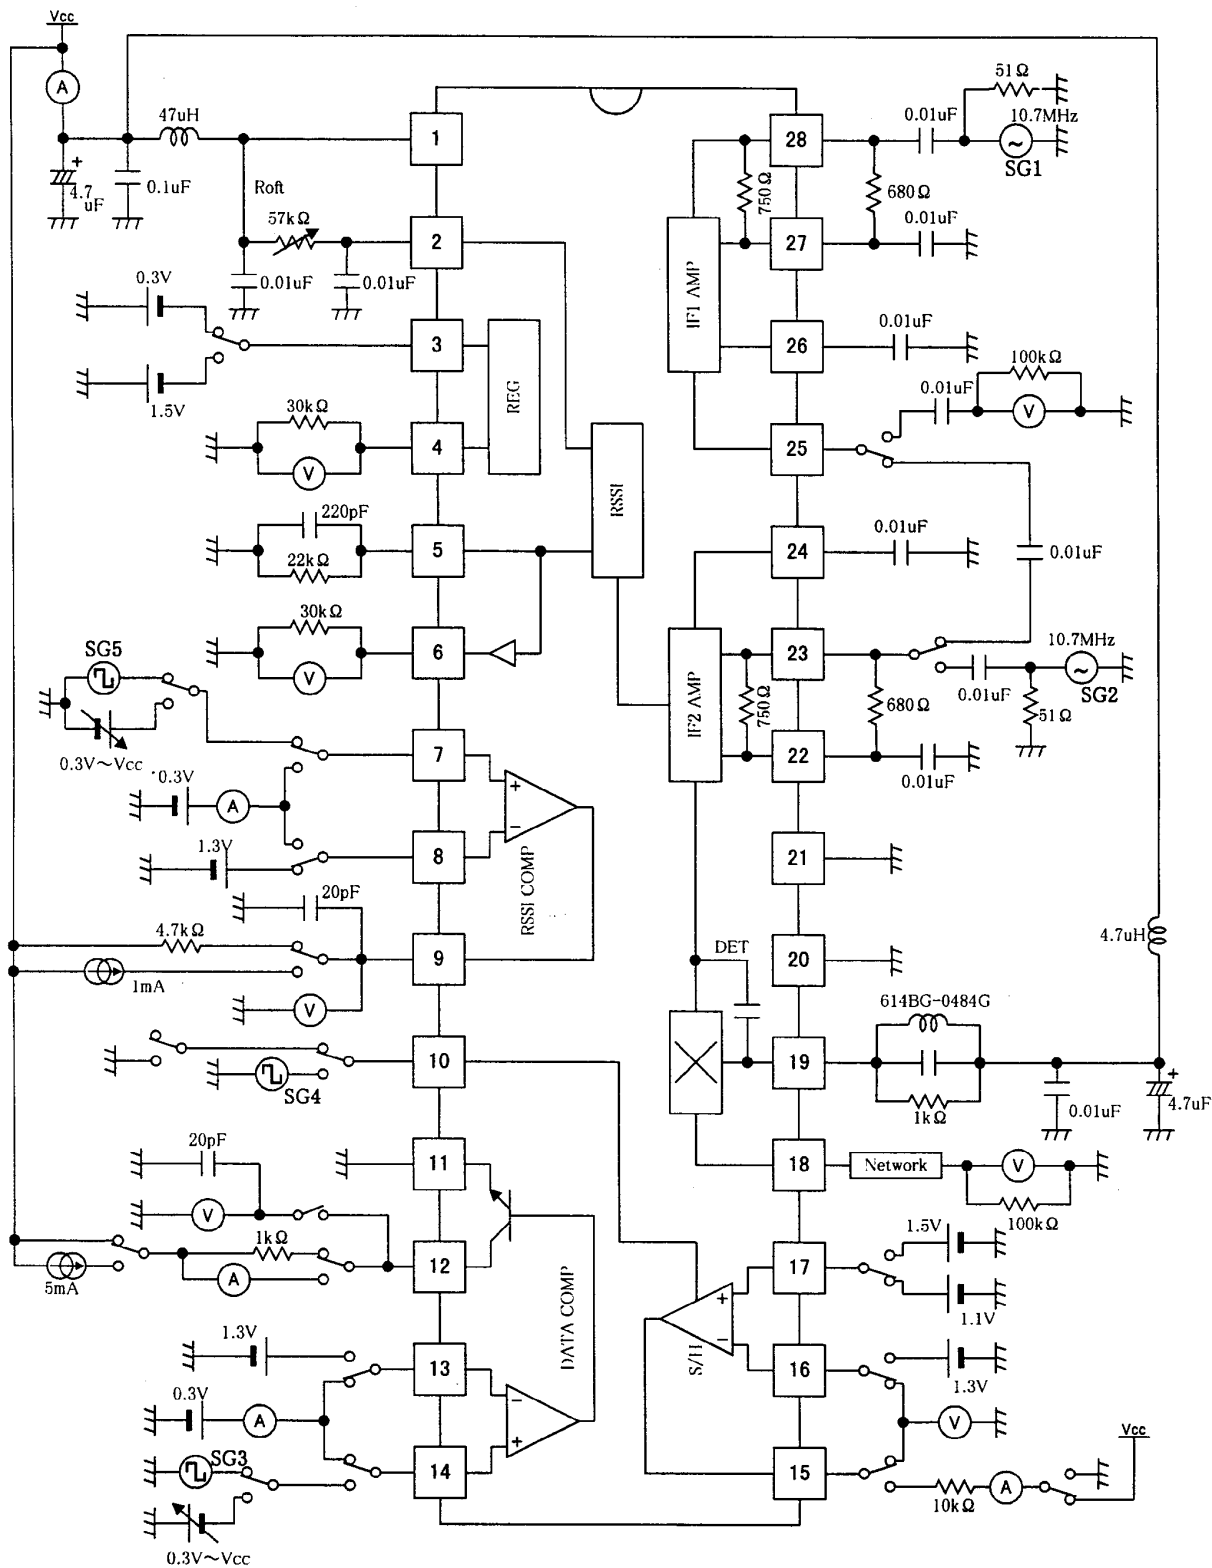 Vcc
A
47uH
4.7
uF
0.1uF
Roft
57kΩ
0.01uF
0.01uF
0.3V
1.5V
30kΩ
V
220pF
22kΩ
30kΩ
V
SG5
0.3V～Vcc
0.3V
A
1.3V
20pF
4.7kΩ
1mA
V
SG4
20pF
V
1kΩ
A
5mA
1.3V
0.3V
A
SG3
0.3V～Vcc
1
2
3
4
5
6
7
8
9
10
11
12
13
14
REG
RSSI
+
−
RSSI COMP
DATA COMP
−
+
IF1 AMP
750Ω
IF2 AMP
750Ω
DET
+
−
S/H
28
27
26
25
24
23
22
21
20
19
18
17
16
15
51Ω
0.01uF
10.7MHz
SG1
680Ω
0.01uF
0.01uF
100kΩ
0.01uF
V
0.01uF
0.01uF
10.7MHz
SG2
0.01uF
51Ω
680Ω
0.01uF
4.7uH
614BG-0484G
1kΩ
0.01uF
+
4.7uF
Network
V
100kΩ
1.5V
1.1V
1.3V
V
Vcc
10kΩ
A
+